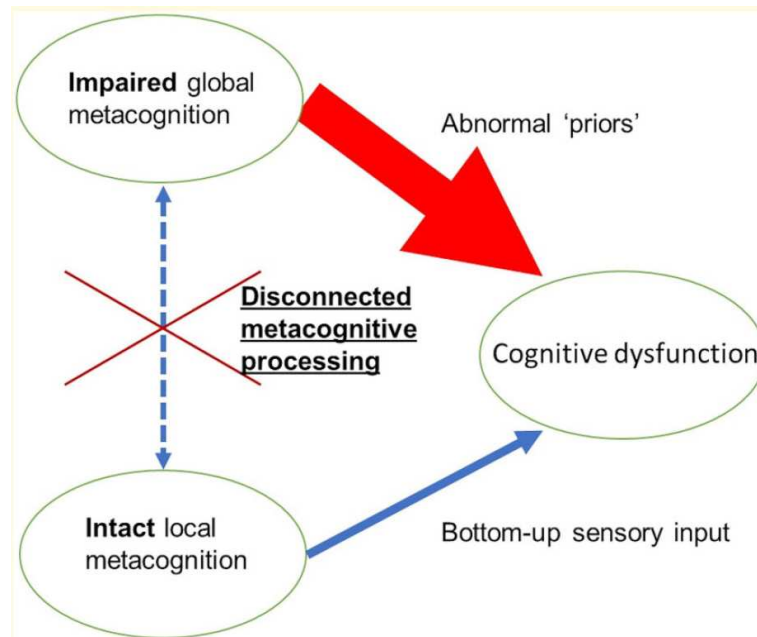 Impaired global
metacognition
Abnormal ‘priors’
Disconnected
metacognitive
processing
Cognitive dysfunction
Intact local
metacognition
Bottom-up sensory input